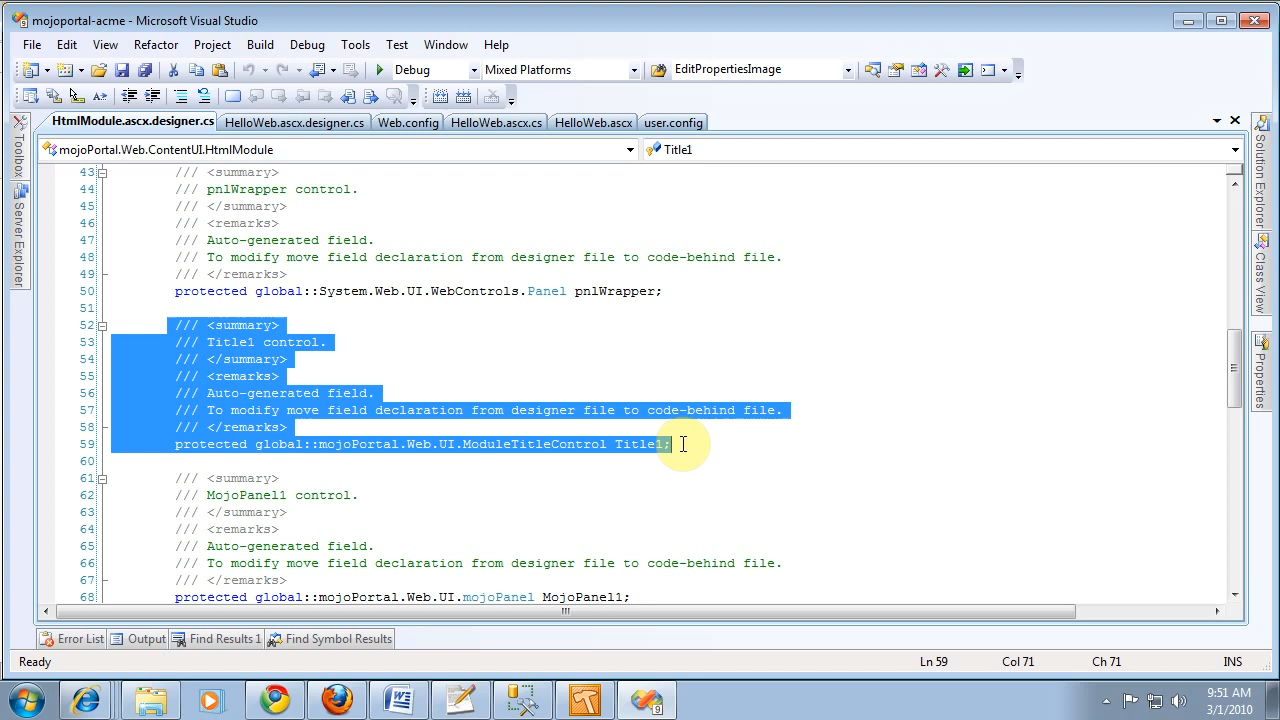 mojoportal-acme - Microsoft Visual Studio
File Edit View Refactor Project Build Debug Tools Test Window Help
Debug Mixed Platforms EditPropertiesImage
HtmlModule.ascx.designer.cs HelloWeb.ascx.designer.cs Web.config HelloWeb.ascx.cs HelloWeb.ascx user.config
mojoPortal.Web.ContentUI.HtmlModule Title1
Toolbox
Server Explorer
Solution Explorer
Class View
Properties
43 /// <summary>
44 /// pnlWrapper control.
45 /// </summary>
46 /// <remarks>
47 /// Auto-generated field.
48 /// To modify move field declaration from designer file to code-behind file.
49 /// </remarks>
50 protected global::System.Web.UI.WebControls.Panel pnlWrapper;
51
52 /// <summary>
53 /// Title1 control.
54 /// </summary>
55 /// <remarks>
56 /// Auto-generated field.
57 /// To modify move field declaration from designer file to code-behind file.
58 /// </remarks>
59 protected global::mojoPortal.Web.UI.ModuleTitleControl Title1;
60
61 /// <summary>
62 /// MojoPanel1 control.
63 /// </summary>
64 /// <remarks>
65 /// Auto-generated field.
66 /// To modify move field declaration from designer file to code-behind file.
67 /// </remarks>
68 protected global::mojoPortal.Web.UI.mojoPanel MojoPanel1;
Error List Output Find Results 1 Find Symbol Results
Ready Ln 59 Col 71 Ch 71 INS
9:51 AM
3/1/2010